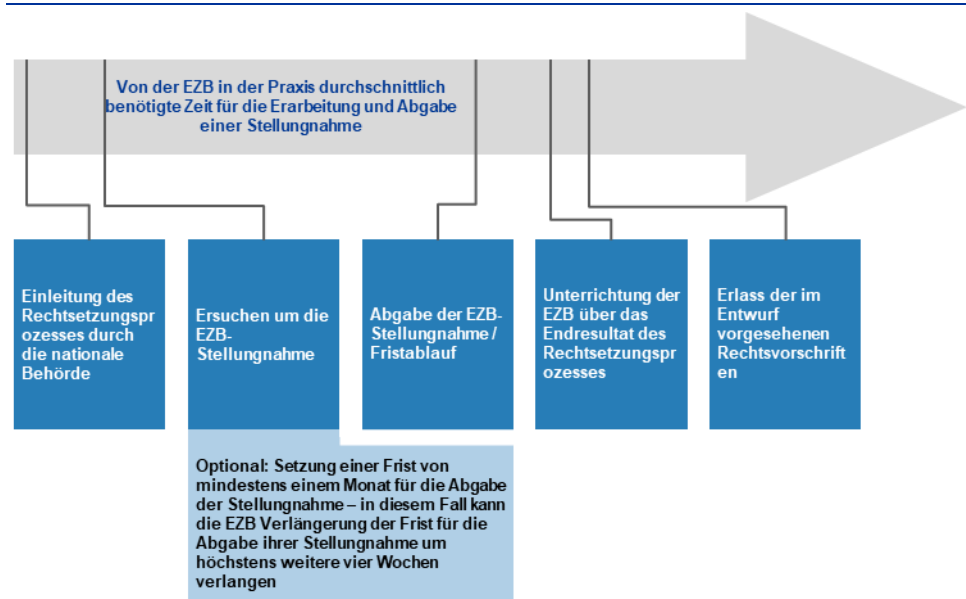 Von der EZB in der Praxis durchschnittlich
benötigte Zeit für die Erarbeitung und Abgabe
einer Stellungnahme
Einleitung des
Rechtsetzungspr
ozesses durch
die nationale
Behörde
Ersuchen um die
EZB-
Stellungnahme
Abgabe der EZB-
Stellungnahme /
Fristablauf
Unterrichtung der
EZB über das
Endresultat des
Rechtsetzungspr
ozesses
Erlass der im
Entwurf
vorgesehenen
Rechtsvorschrift
en
Optional: Setzung einer Frist von
mindestens einem Monat für die Abgabe
der Stellungnahme – in diesem Fall kann
die EZB Verlängerung der Frist für die
Abgabe ihrer Stellungnahme um
höchstens weitere vier Wochen
verlangen